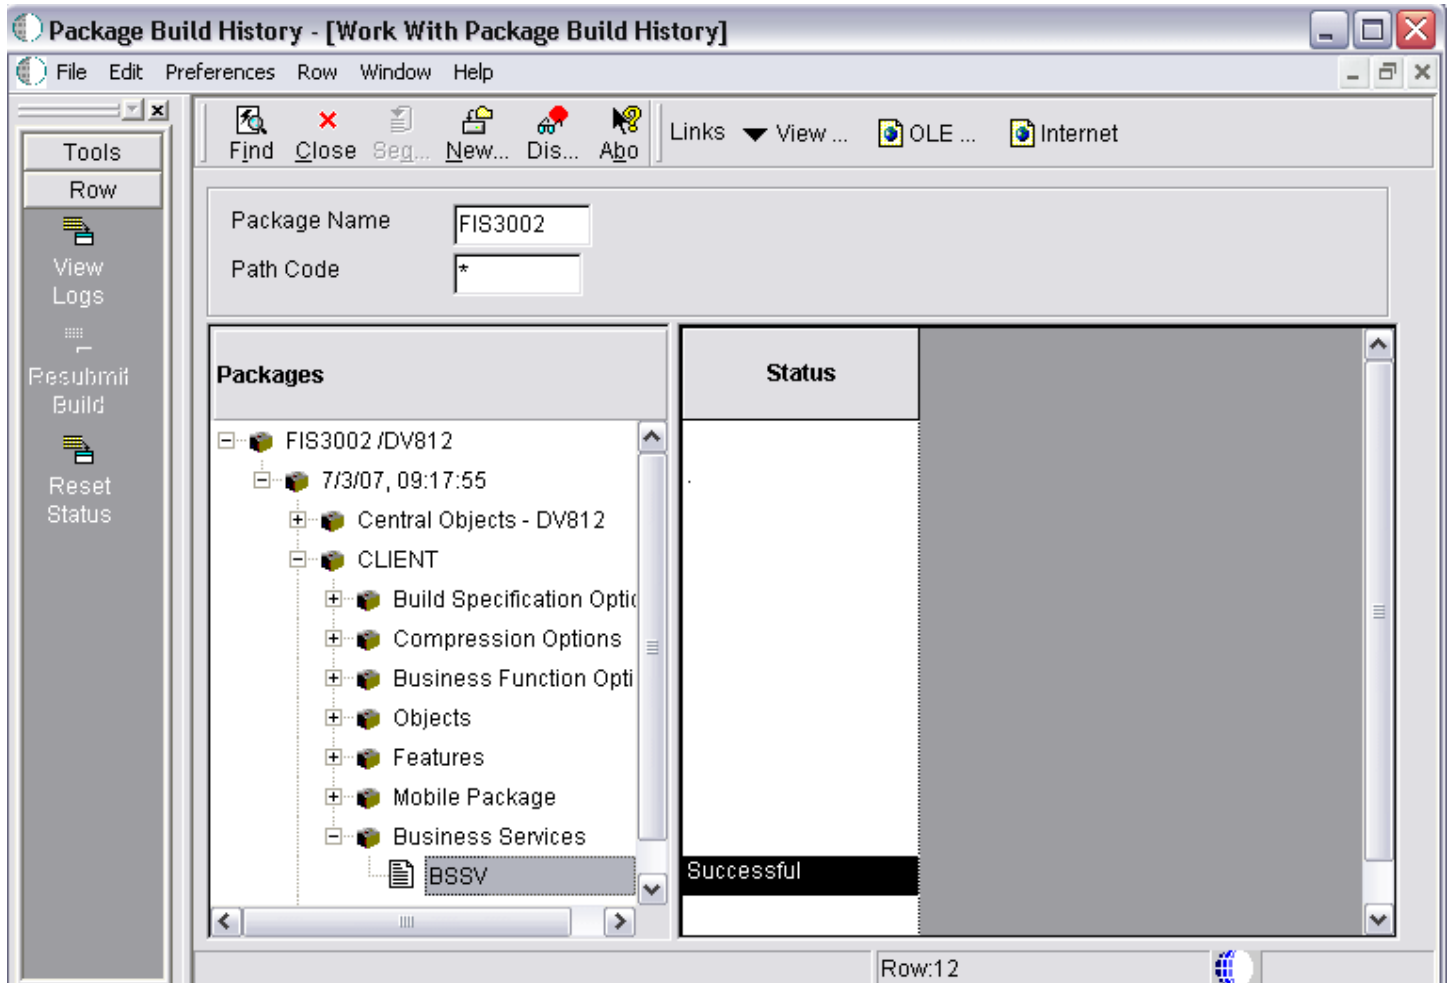 Package Build History - [Work With Package Build History]
File Edit Preferences Row Window Help
Find Close Seq... New... Dis... Abo Links View ... OLE ... Internet
Tools
Row
View Logs
Resubmit Build
Reset Status
Package Name FIS3002
Path Code *
Packages Status
FIS3002 /DV812
7/3/07, 09:17:55 .
Central Objects - DV812
CLIENT
Build Specification Optic
Compression Options
Business Function Opti
Objects
Features
Mobile Package
Business Services
BSSV Successful
Row:12